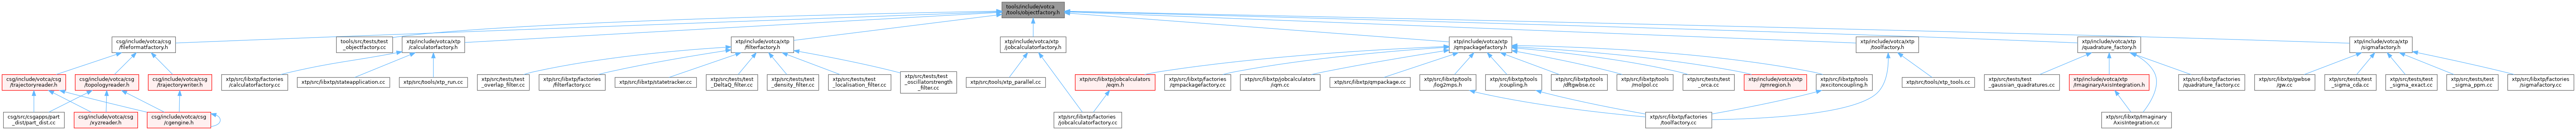 tools/include/votca
/tools/objectfactory.h
csg/include/votca/csg
/fileformatfactory.h
tools/src/tests/test
_objectfactory.cc
xtp/include/votca/xtp
/calculatorfactory.h
xtp/include/votca/xtp
/filterfactory.h
xtp/include/votca/xtp
/jobcalculatorfactory.h
xtp/include/votca/xtp
/qmpackagefactory.h
xtp/include/votca/xtp
/toolfactory.h
xtp/include/votca/xtp
/quadrature_factory.h
xtp/include/votca/xtp
/sigmafactory.h
csg/include/votca/csg
/trajectoryreader.h
csg/include/votca/csg
/topologyreader.h
csg/include/votca/csg
/trajectorywriter.h
xtp/src/libxtp/factories
/calculatorfactory.cc
xtp/src/libxtp/stateapplication.cc
xtp/src/tools/xtp_run.cc
xtp/src/tests/test
_overlap_filter.cc
xtp/src/libxtp/factories
/filterfactory.cc
xtp/src/libxtp/statetracker.cc
xtp/src/tests/test
_DeltaQ_filter.cc
xtp/src/tests/test
_density_filter.cc
xtp/src/tests/test
_localisation_filter.cc
xtp/src/tests/test
_oscillatorstrength
_filter.cc
xtp/src/tools/xtp_parallel.cc
xtp/src/libxtp/jobcalculators
/eqm.h
xtp/src/libxtp/factories
/qmpackagefactory.cc
xtp/src/libxtp/jobcalculators
/iqm.cc
xtp/src/libxtp/qmpackage.cc
xtp/src/libxtp/tools
/log2mps.h
xtp/src/libxtp/tools
/coupling.h
xtp/src/libxtp/tools
/dftgwbse.cc
xtp/src/libxtp/tools
/molpol.cc
xtp/src/tests/test
_orca.cc
xtp/include/votca/xtp
/qmregion.h
xtp/src/libxtp/tools
/excitoncoupling.h
xtp/src/tools/xtp_tools.cc
xtp/src/tests/test
_gaussian_quadratures.cc
xtp/include/votca/xtp
/ImaginaryAxisIntegration.h
xtp/src/libxtp/factories
/quadrature_factory.cc
xtp/src/libxtp/gwbse
/gw.cc
xtp/src/tests/test
_sigma_cda.cc
xtp/src/tests/test
_sigma_exact.cc
xtp/src/tests/test
_sigma_ppm.cc
xtp/src/libxtp/factories
/sigmafactory.cc
csg/src/csgapps/part
_dist/part_dist.cc
csg/include/votca/csg
/xyzreader.h
csg/include/votca/csg
/cgengine.h
xtp/src/libxtp/factories
/jobcalculatorfactory.cc
xtp/src/libxtp/factories
/toolfactory.cc
xtp/src/libxtp/Imaginary
AxisIntegration.cc